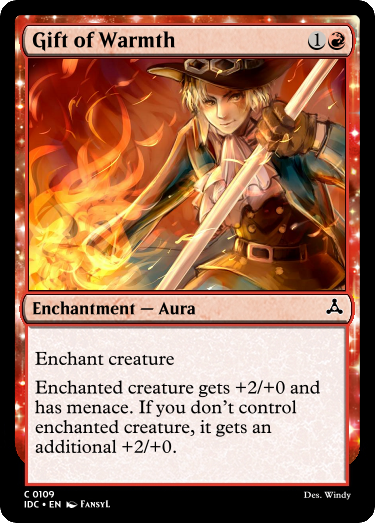 Gift of Warmth 1
Enchantment — Aura
Enchant creature
Enchanted creature gets +2/+0 and
has menace. If you don't control
enchanted creature, it gets an
additional +2/+0.
C 0109
IDC • EN FansyL Des. Windy